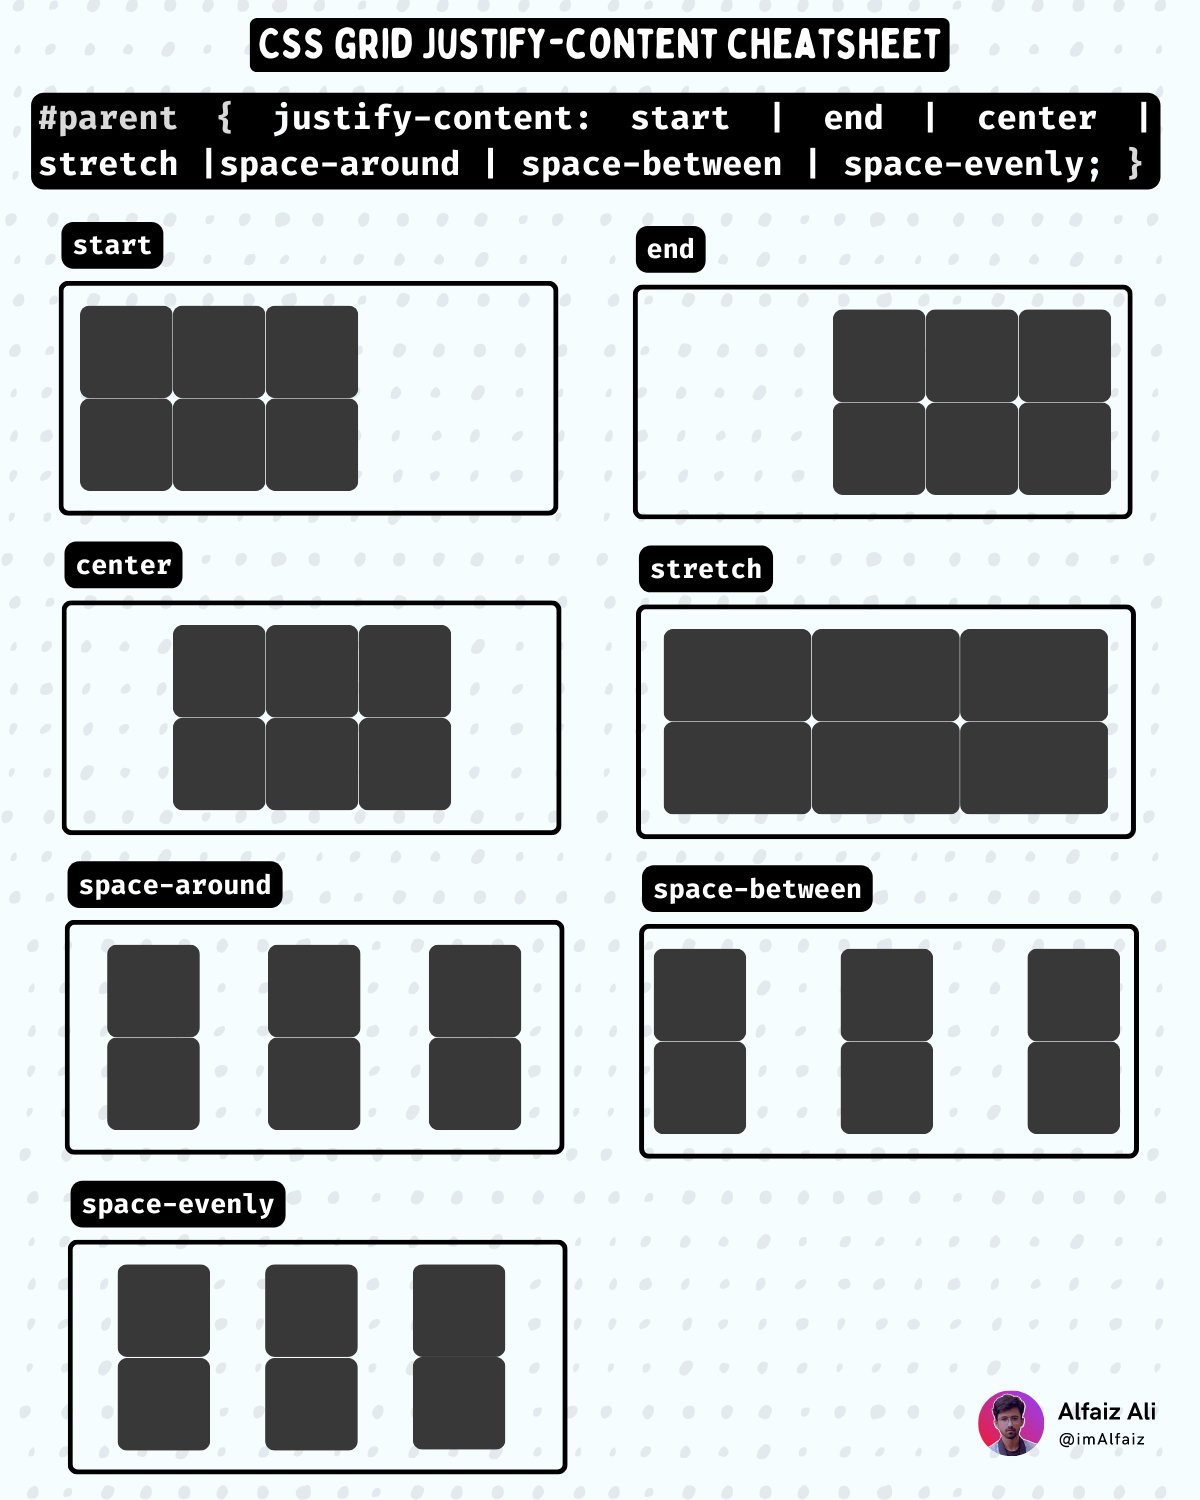 CSS GRID JUSTIFY-CONTENT CHEATSHEET
#parent { justify-content: start | end | center |
stretch |space-around | space-between | space-evenly; }
start
end
center
stretch
space-around
space-between
space-evenly
Alfaiz Ali
@imAlfaiz